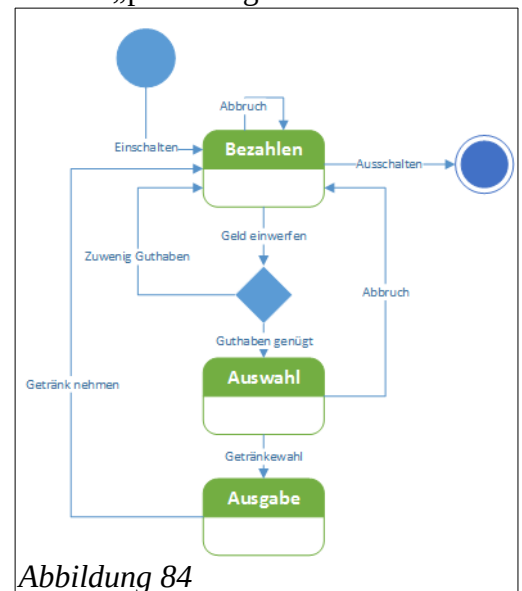 Abbruch
Einschalten
Bezahlen
Ausschalten
Geld einwerfen
Zuwenig Guthaben
Abbruch
Guthaben genügt
Auswahl
Getränk nehmen
Getränkewahl
Ausgabe
Abbildung 84